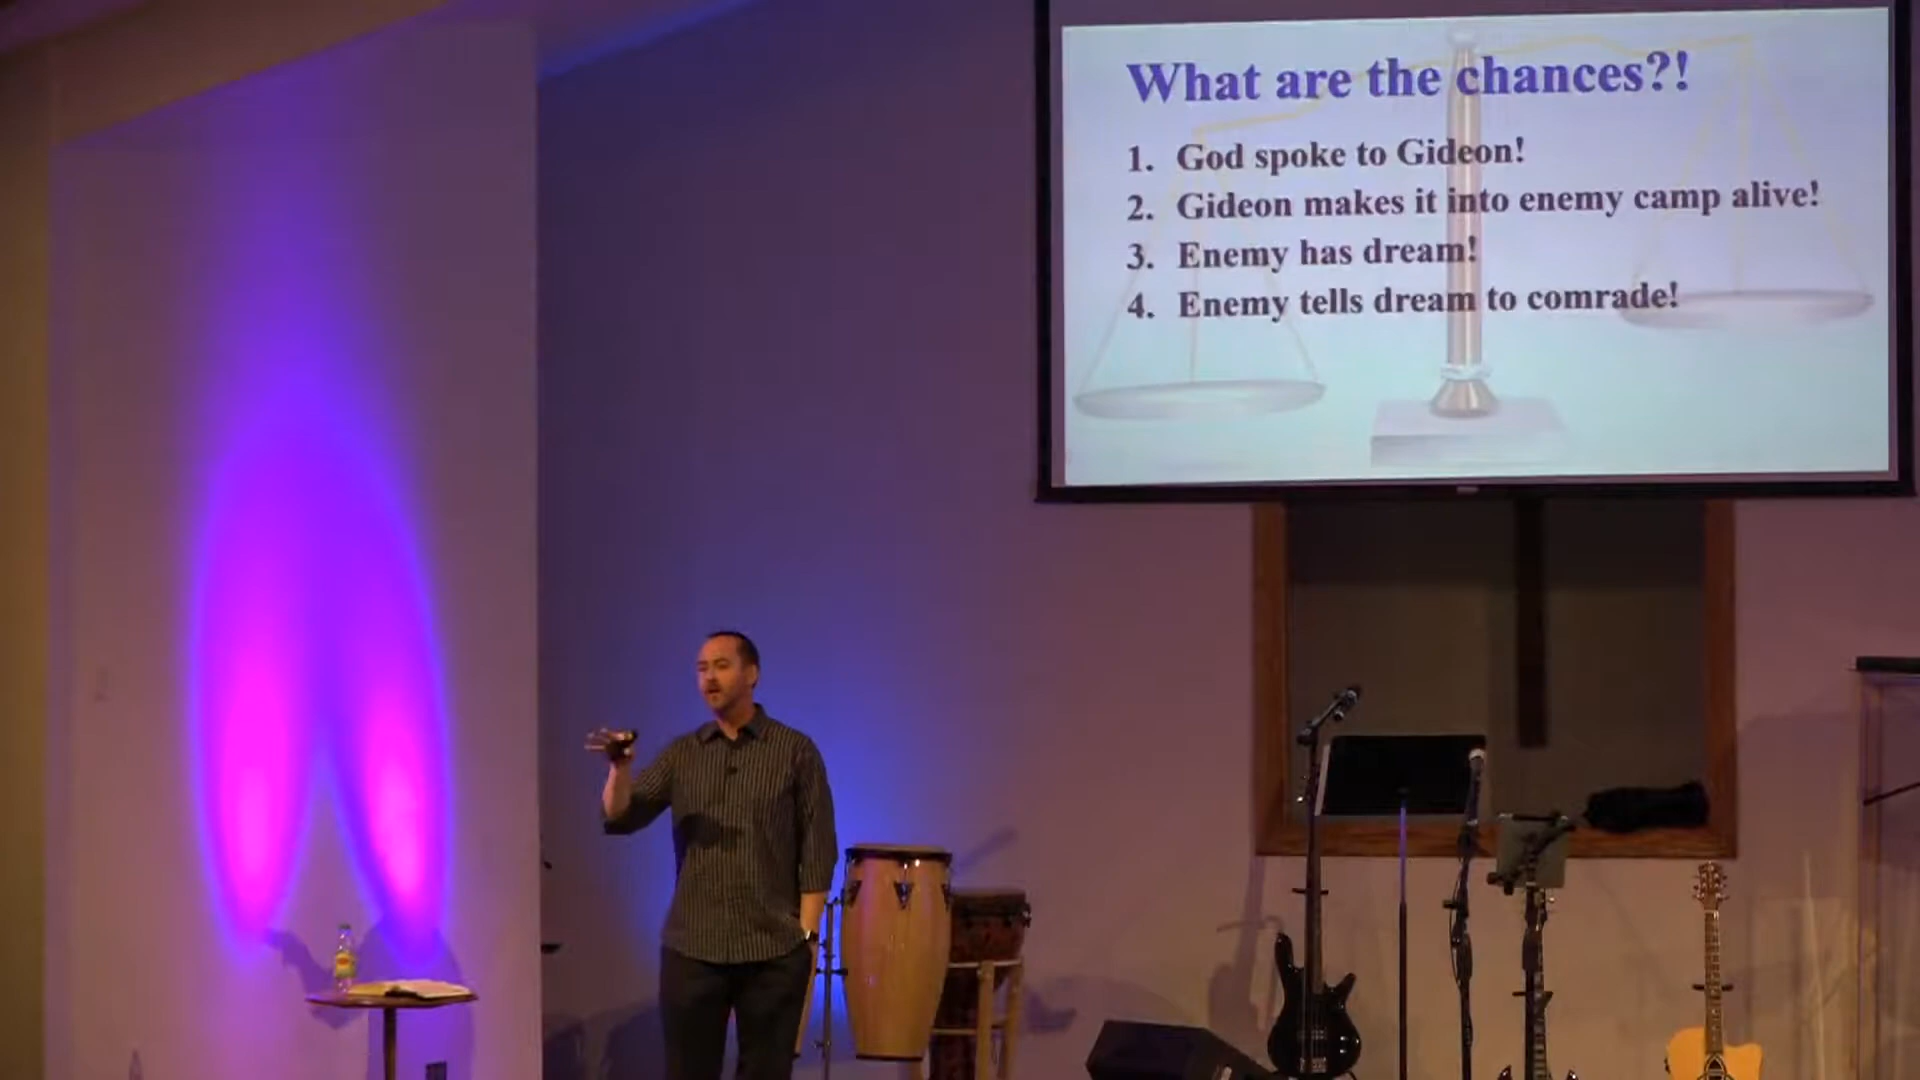 What are the chances?!
1. God spoke to Gideon!
2. Gideon makes it into enemy camp alive!
3. Enemy has dream!
4. Enemy tells dream to comrade!